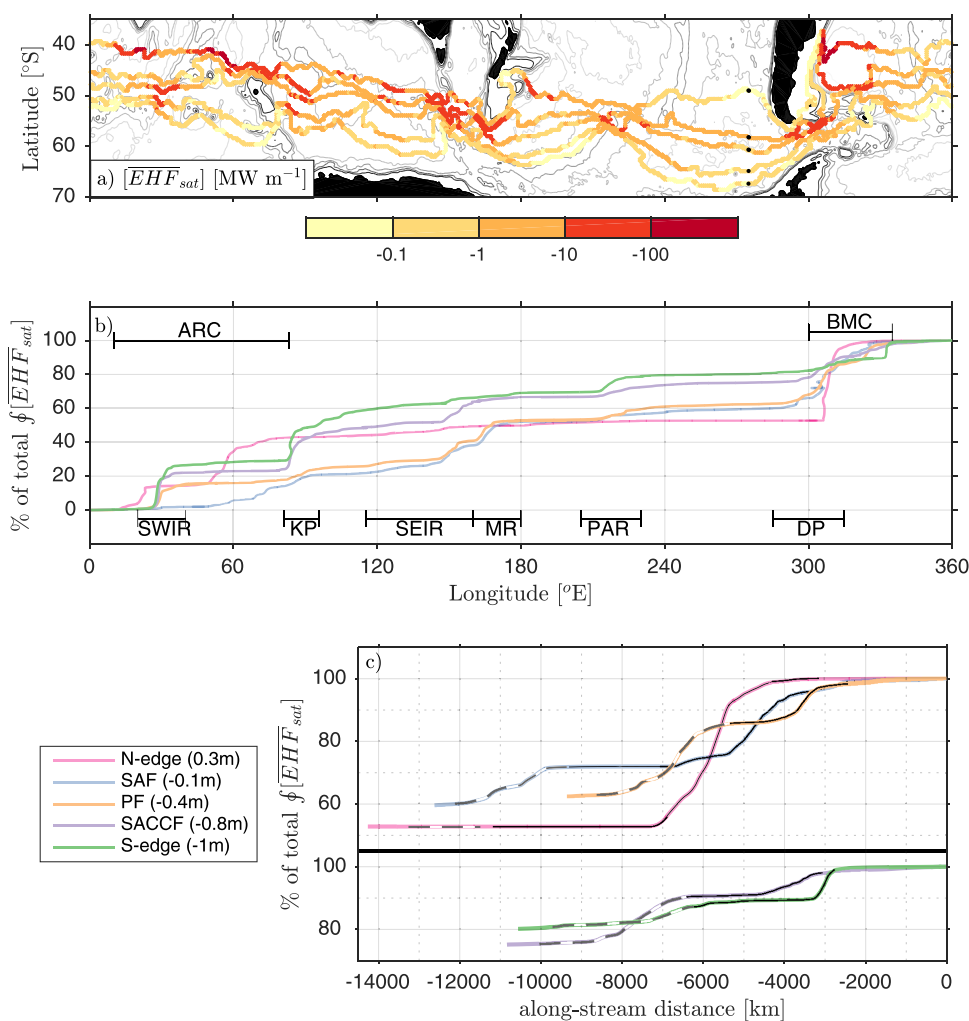 40
50
60
70
Latitude [°S]
a) [EHF_sat] [MW m⁻¹]
-0.1 -1 -10 -100
b)
ARC
BMC
100
80
60
40
20
0
% of total ∮[EHF_sat]
SWIR KP SEIR MR PAR DP
0 60 120 180 240 300 360
Longitude [°E]
c)
100
80
60
100
80
% of total ∮[EHF_sat]
-14000 -12000 -10000 -8000 -6000 -4000 -2000 0
along-stream distance [km]
N-edge (0.3m)
SAF (-0.1m)
PF (-0.4m)
SACCF (-0.8m)
S-edge (-1m)